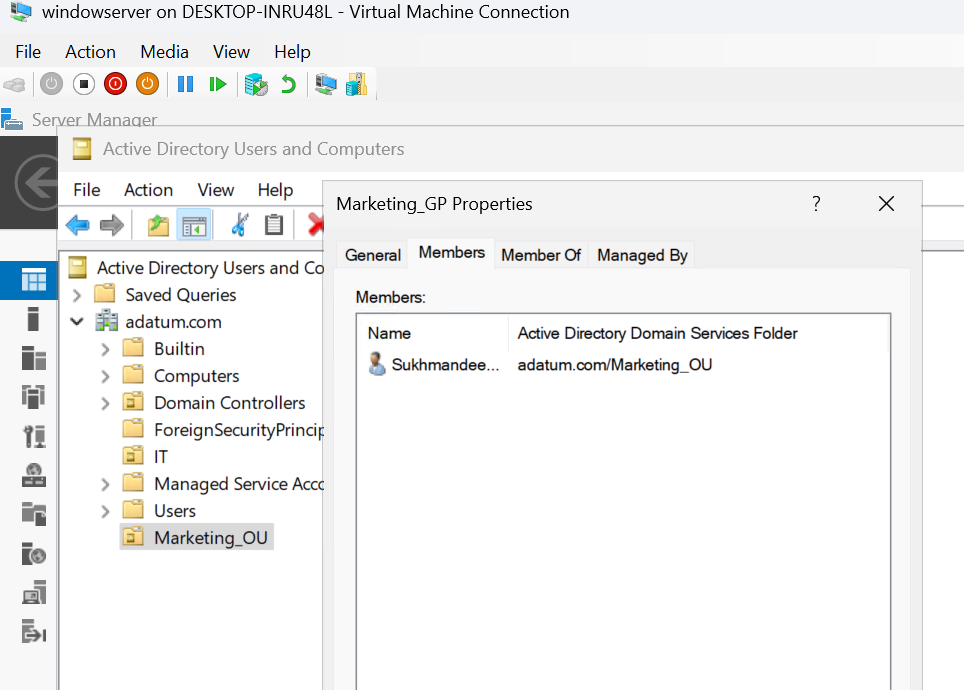 windowserver on DESKTOP-INRU48L - Virtual Machine Connection
File Action Media View Help
Server Manager
Active Directory Users and Computers
File Action View Help
Marketing_GP Properties ?
General Members Member Of Managed By
Active Directory Users and Co
Saved Queries
adatum.com
Builtin
Computers
Domain Controllers
ForeignSecurityPrincip
IT
Managed Service Acco
Users
Marketing_OU
Members:
Name Active Directory Domain Services Folder
Sukhmandee... adatum.com/Marketing_OU